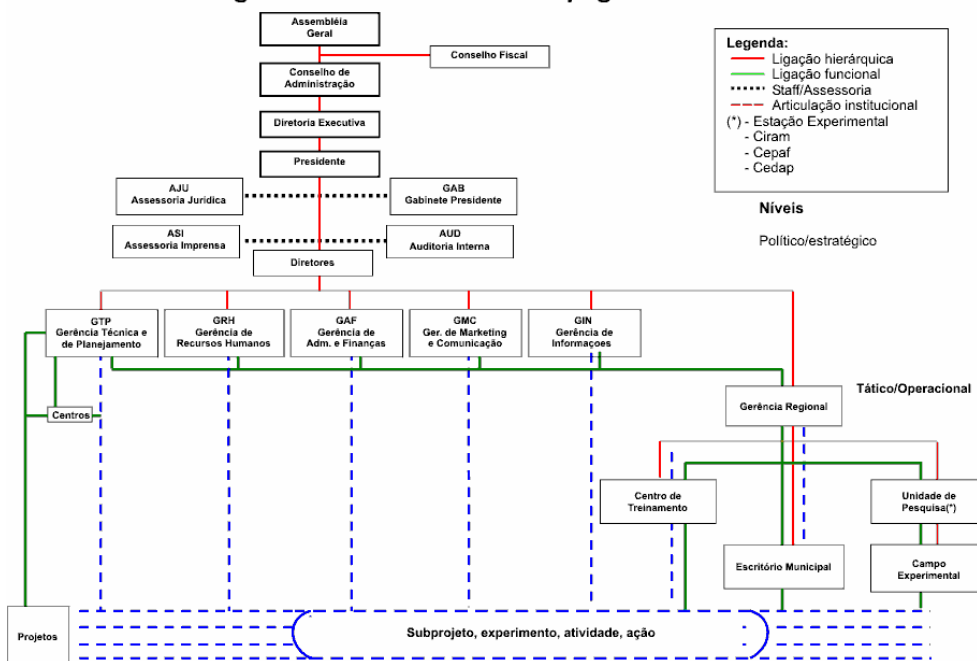 Assembléia
Geral
Conselho Fiscal
Conselho de
Administração
Diretoria Executiva
Presidente
AJU
Assessoria Jurídica
GAB
Gabinete Presidente
ASI
Assessoria Imprensa
AUD
Auditoria Interna
Diretores
Legenda:
Ligação hierárquica
Ligação funcional
Staff/Assessoria
Articulação institucional
(*) - Estação Experimental
- Ciram
- Cepaf
- Cedap
Níveis
Político/estratégico
GTP
Gerência Técnica e
de Planejamento
GRH
Gerência de
Recursos Humanos
GAF
Gerência de
Adm. e Finanças
GMC
Ger. de Marketing
e Comunicação
GIN
Gerência de
Informaçoes
Tático/Operacional
Gerência Regional
Centros
Centro de
Treinamento
Unidade de
Pesquisa(*)
Escritório Municipal
Campo
Experimental
Projetos
Subprojeto, experimento, atividade, ação